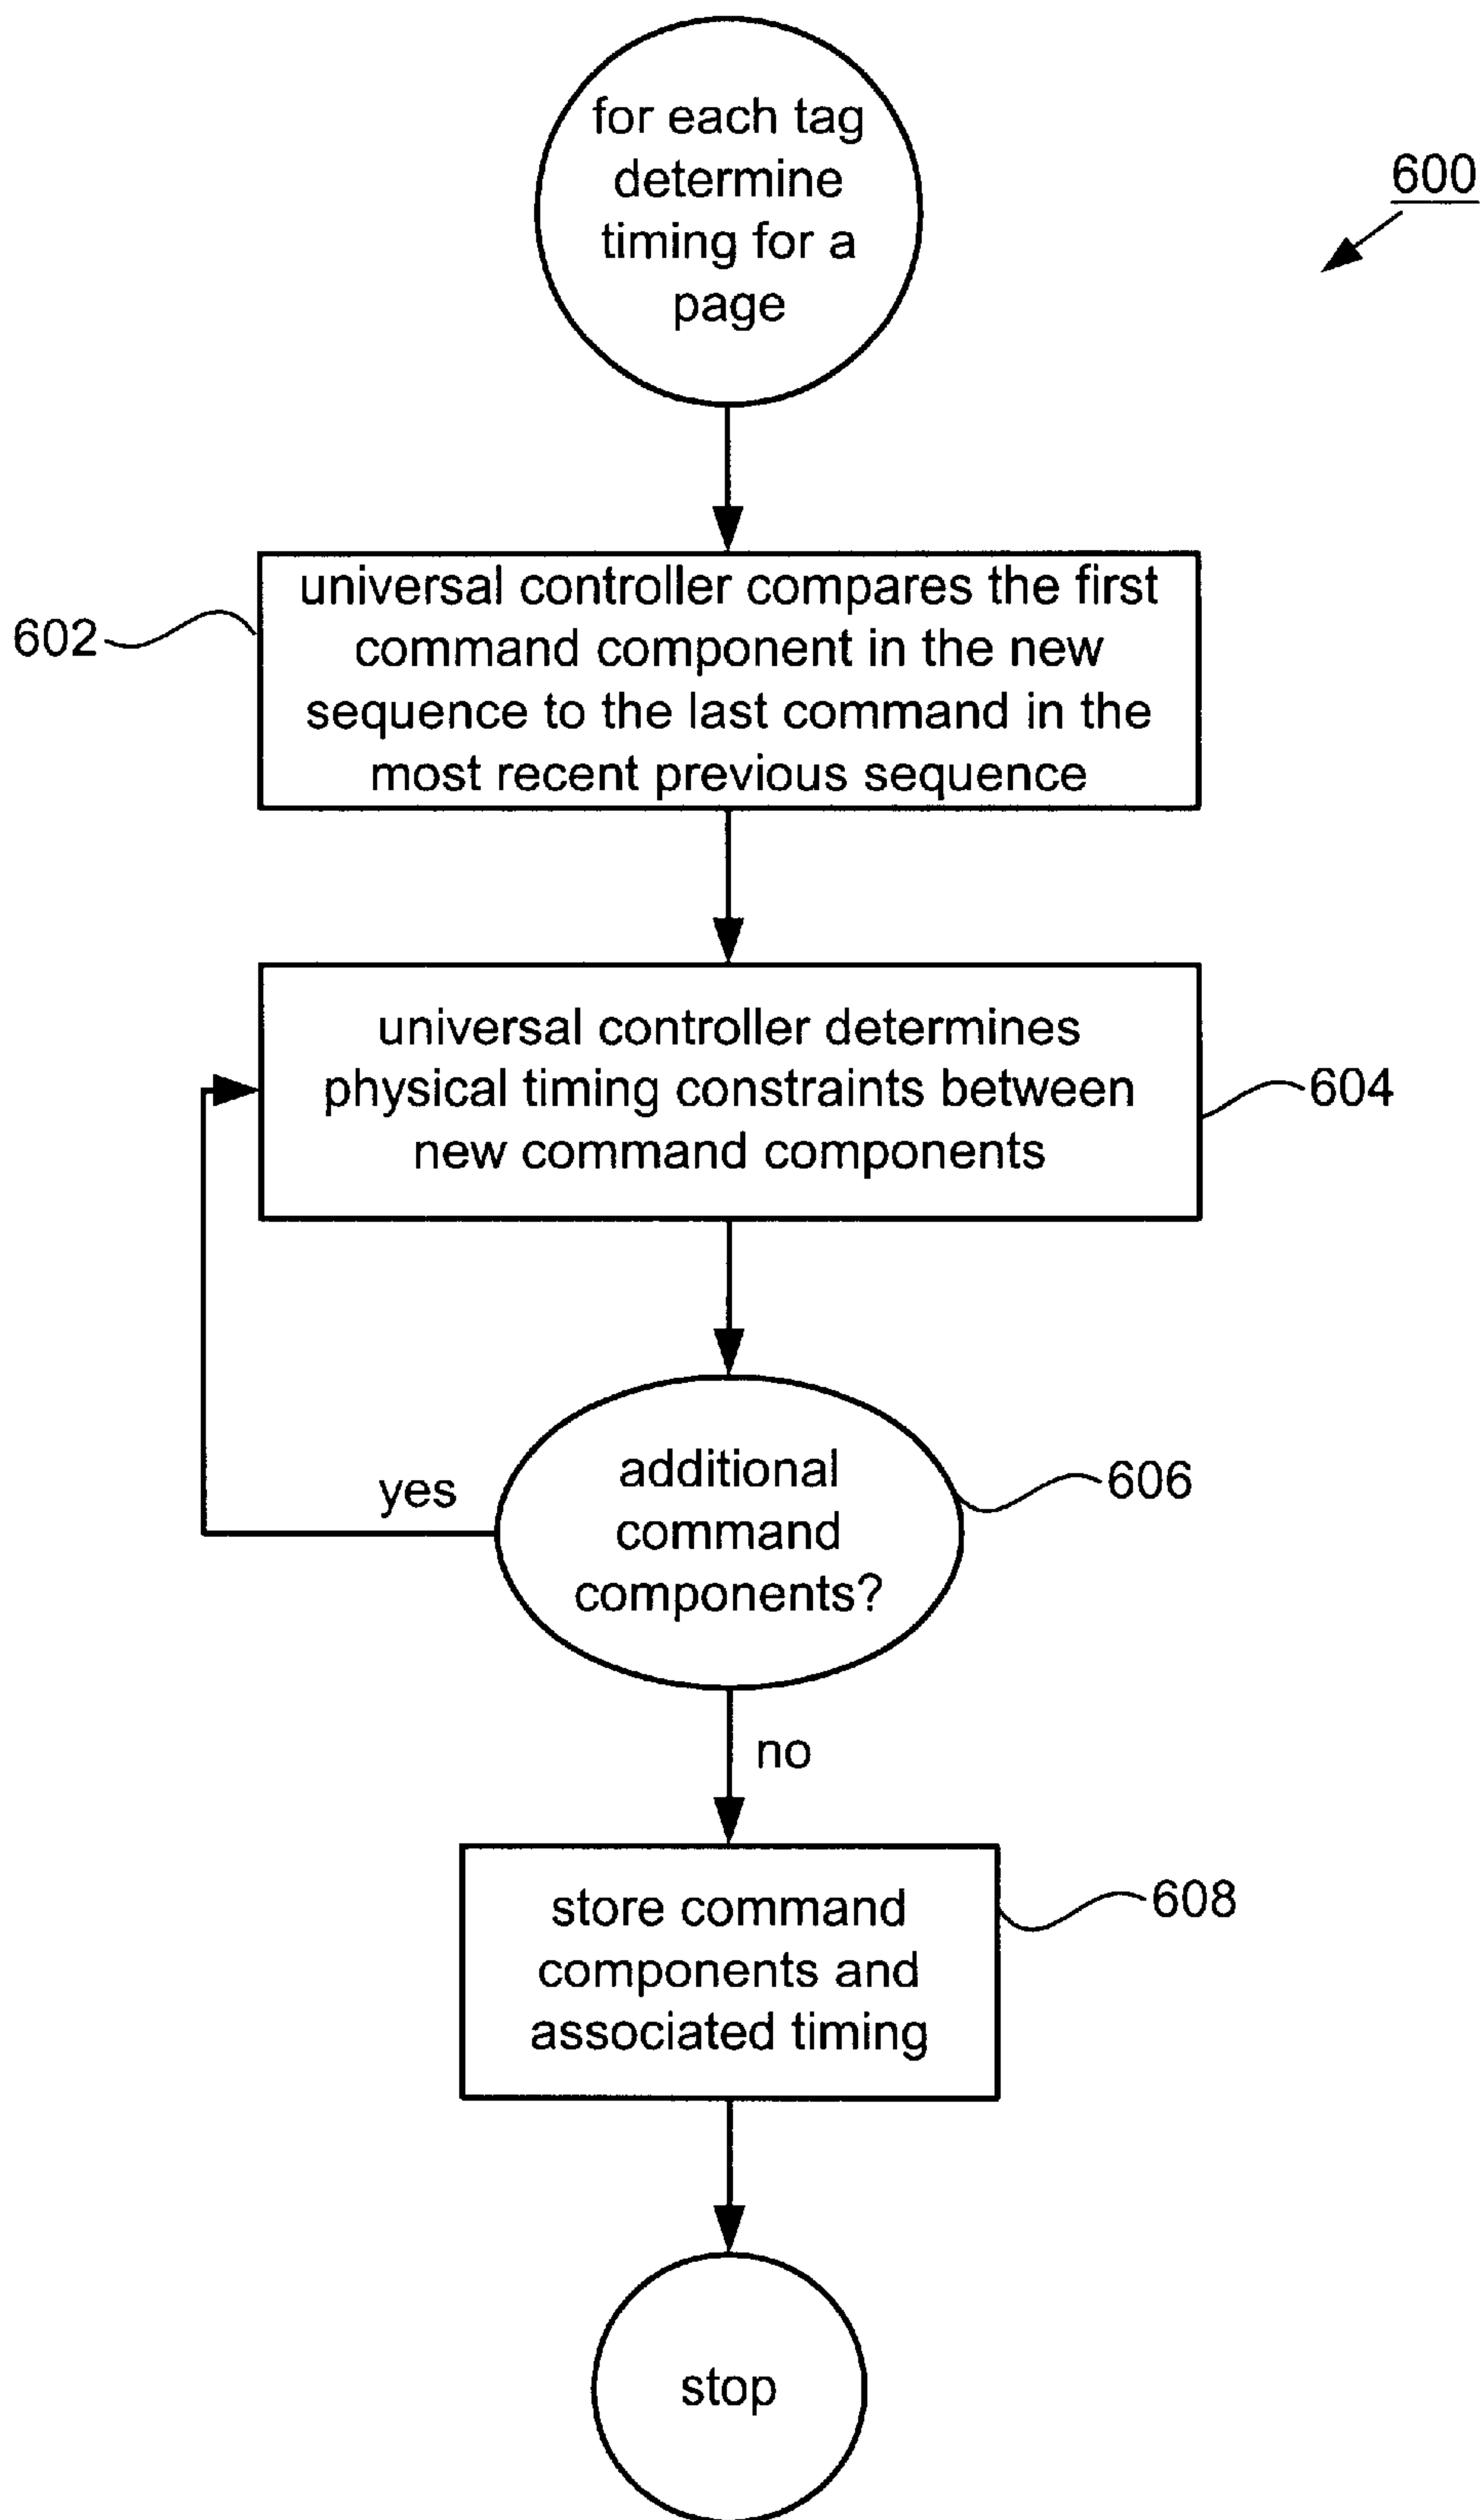 for each tag
determine
timing for a
page
600
universal controller compares the first
command component in the new
sequence to the last command in the
most recent previous sequence
602
universal controller determines
physical timing constraints between
new command components
604
additional
command
components?
606
yes
no
store command
components and
associated timing
608
stop